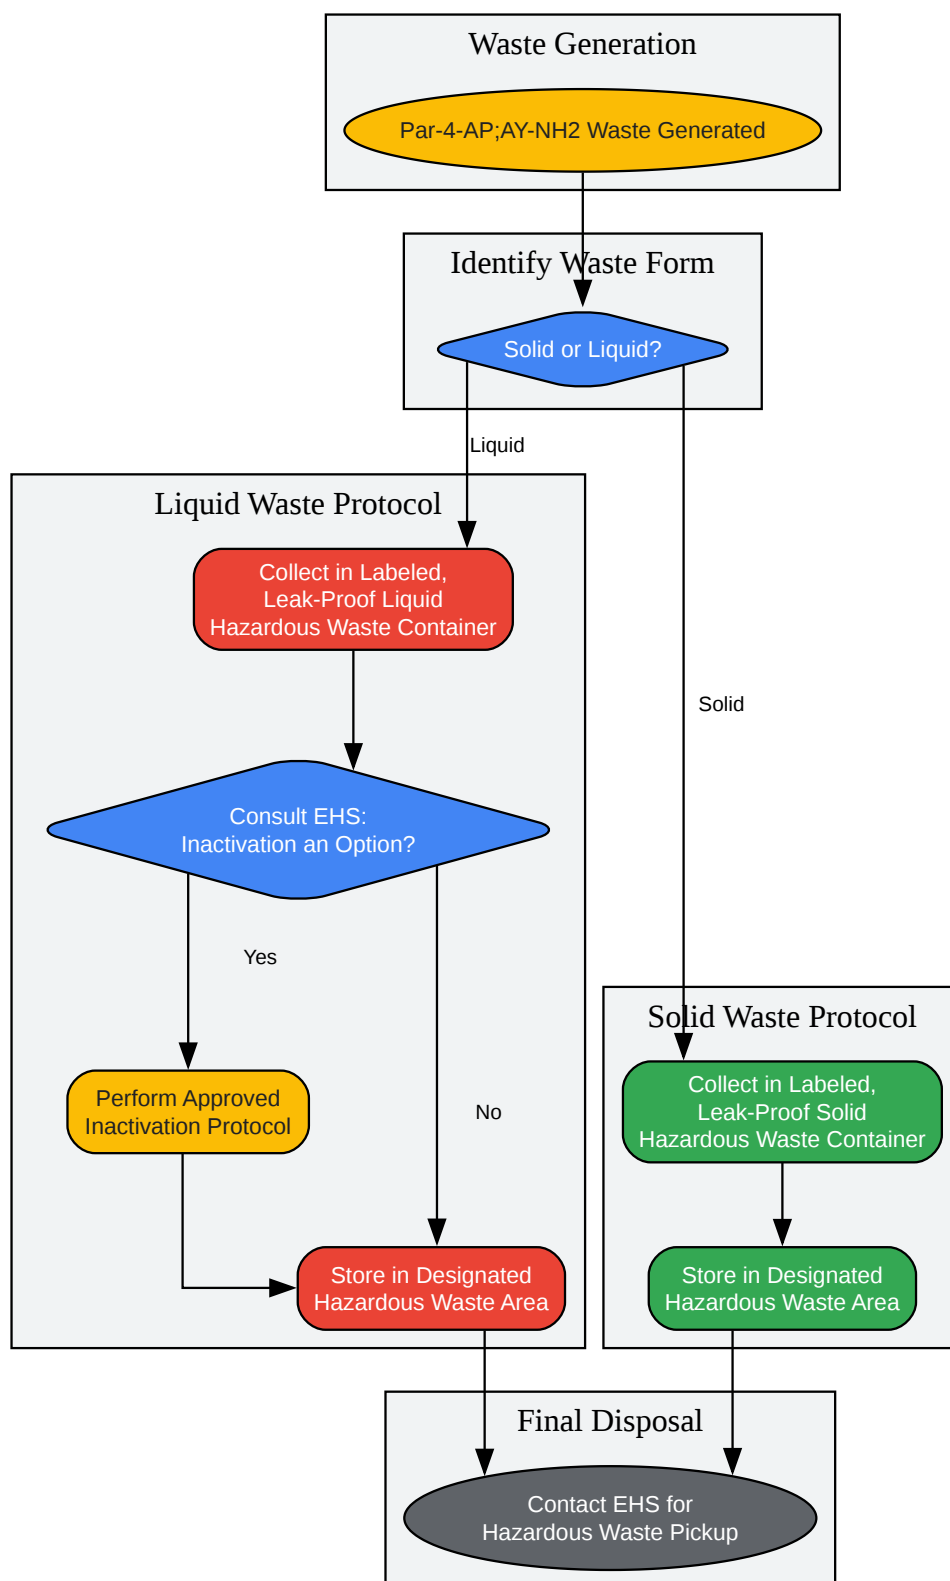 Waste Generation
Par-4-AP;AY-NH2 Waste Generated
Identify Waste Form
Solid or Liquid?
Liquid
Liquid Waste Protocol
Collect in Labeled,
Leak-Proof Liquid
Hazardous Waste Container
Solid
Consult EHS:
Inactivation an Option?
Yes
Solid Waste Protocol
Perform Approved
Inactivation Protocol
No
Collect in Labeled,
Leak-Proof Solid
Hazardous Waste Container
Store in Designated
Hazardous Waste Area
Store in Designated
Hazardous Waste Area
Final Disposal
Contact EHS for
Hazardous Waste Pickup